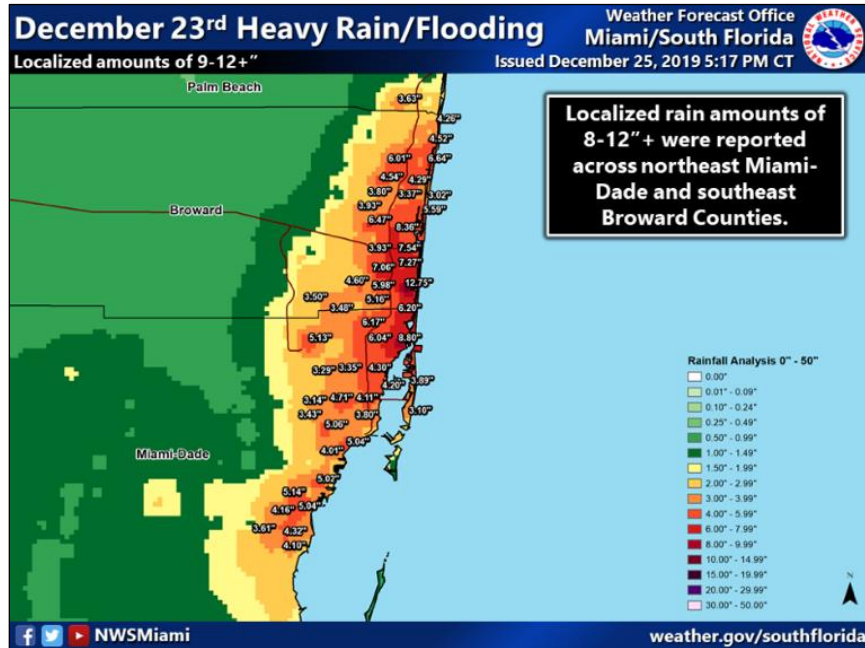 December 23rd Heavy Rain/Flooding
Weather Forecast Office
Miami/South Florida
Localized amounts of 9-12+"
Issued December 25, 2019 5:17 PM CT
Palm Beach
3.63"
4.26"
4.52"
6.01"
6.64"
4.54"
4.29"
3.80"
3.37"
3.02"
3.93"
5.59"
Broward
6.47"
8.36"
3.93"
7.54"
7.27"
7.06"
4.60"
5.98"
12.75"
3.50"
5.16"
3.48"
6.20"
6.17"
5.13"
6.04"
8.80"
3.29"
3.35"
4.30"
4.20"
3.89"
3.14"
4.71"
4.11"
3.43"
3.80"
3.10"
5.06"
5.04"
4.01"
Miami-Dade
5.02"
5.14"
4.16"
5.04"
3.61"
4.32"
4.10"
Localized rain amounts of
8-12"+ were reported
across northeast Miami-
Dade and southeast
Broward Counties.
Rainfall Analysis 0" - 50"
0.00"
0.01" - 0.09"
0.10" - 0.24"
0.25" - 0.49"
0.50" - 0.99"
1.00" - 1.49"
1.50" - 1.99"
2.00" - 2.99"
3.00" - 3.99"
4.00" - 5.99"
6.00" - 7.99"
8.00" - 9.99"
10.00" - 14.99"
15.00" - 19.99"
20.00" - 29.99"
30.00" - 50.00"
N
NWSMiami
weather.gov/southflorida